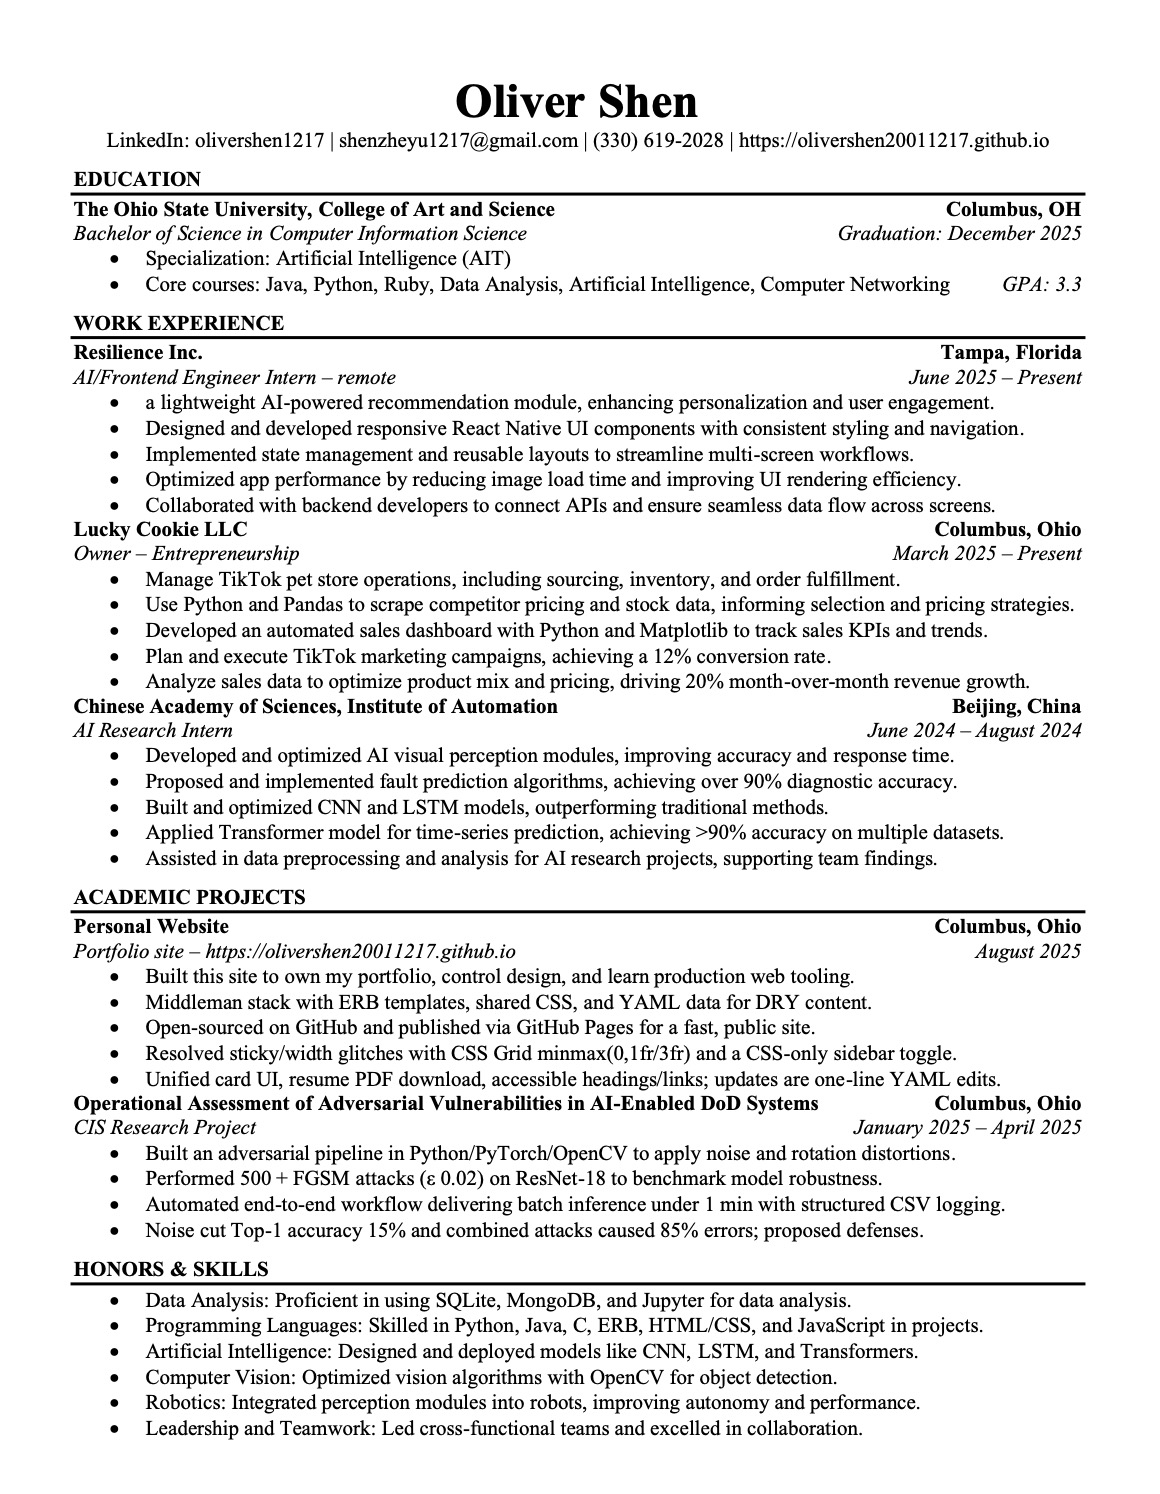 Oliver Shen
LinkedIn: olivershen1217 | shenzheyu1217@gmail.com | (330) 619-2028 | https://olivershen20011217.github.io
EDUCATION
The Ohio State University, College of Art and Science Columbus, OH
Bachelor of Science in Computer Information Science Graduation: December 2025
• Specialization: Artificial Intelligence (AIT)
• Core courses: Java, Python, Ruby, Data Analysis, Artificial Intelligence, Computer Networking GPA: 3.3
WORK EXPERIENCE
Resilience Inc. Tampa, Florida
AI/Frontend Engineer Intern – remote June 2025 – Present
• a lightweight AI-powered recommendation module, enhancing personalization and user engagement.
• Designed and developed responsive React Native UI components with consistent styling and navigation.
• Implemented state management and reusable layouts to streamline multi-screen workflows.
• Optimized app performance by reducing image load time and improving UI rendering efficiency.
• Collaborated with backend developers to connect APIs and ensure seamless data flow across screens.
Lucky Cookie LLC Columbus, Ohio
Owner – Entrepreneurship March 2025 – Present
• Manage TikTok pet store operations, including sourcing, inventory, and order fulfillment.
• Use Python and Pandas to scrape competitor pricing and stock data, informing selection and pricing strategies.
• Developed an automated sales dashboard with Python and Matplotlib to track sales KPIs and trends.
• Plan and execute TikTok marketing campaigns, achieving a 12% conversion rate.
• Analyze sales data to optimize product mix and pricing, driving 20% month-over-month revenue growth.
Chinese Academy of Sciences, Institute of Automation Beijing, China
AI Research Intern June 2024 – August 2024
• Developed and optimized AI visual perception modules, improving accuracy and response time.
• Proposed and implemented fault prediction algorithms, achieving over 90% diagnostic accuracy.
• Built and optimized CNN and LSTM models, outperforming traditional methods.
• Applied Transformer model for time-series prediction, achieving >90% accuracy on multiple datasets.
• Assisted in data preprocessing and analysis for AI research projects, supporting team findings.
ACADEMIC PROJECTS
Personal Website Columbus, Ohio
Portfolio site – https://olivershen20011217.github.io August 2025
• Built this site to own my portfolio, control design, and learn production web tooling.
• Middleman stack with ERB templates, shared CSS, and YAML data for DRY content.
• Open-sourced on GitHub and published via GitHub Pages for a fast, public site.
• Resolved sticky/width glitches with CSS Grid minmax(0,1fr/3fr) and a CSS-only sidebar toggle.
• Unified card UI, resume PDF download, accessible headings/links; updates are one-line YAML edits.
Operational Assessment of Adversarial Vulnerabilities in AI-Enabled DoD Systems Columbus, Ohio
CIS Research Project January 2025 – April 2025
• Built an adversarial pipeline in Python/PyTorch/OpenCV to apply noise and rotation distortions.
• Performed 500 + FGSM attacks (ε 0.02) on ResNet-18 to benchmark model robustness.
• Automated end-to-end workflow delivering batch inference under 1 min with structured CSV logging.
• Noise cut Top-1 accuracy 15% and combined attacks caused 85% errors; proposed defenses.
HONORS & SKILLS
• Data Analysis: Proficient in using SQLite, MongoDB, and Jupyter for data analysis.
• Programming Languages: Skilled in Python, Java, C, ERB, HTML/CSS, and JavaScript in projects.
• Artificial Intelligence: Designed and deployed models like CNN, LSTM, and Transformers.
• Computer Vision: Optimized vision algorithms with OpenCV for object detection.
• Robotics: Integrated perception modules into robots, improving autonomy and performance.
• Leadership and Teamwork: Led cross-functional teams and excelled in collaboration.